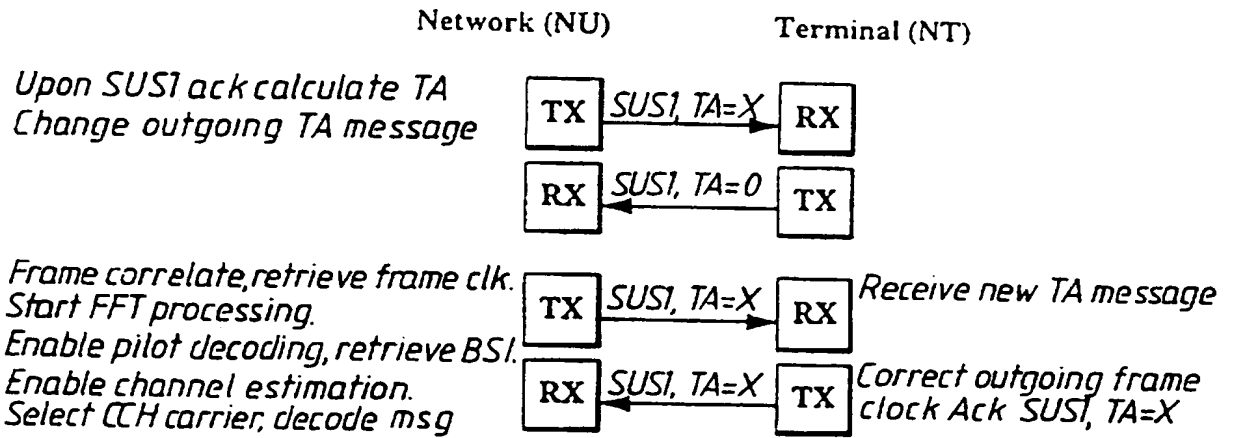 Network (NU) Terminal (NT)
Upon SUS1 ack calculate TA
Change outgoing TA message
TX SUS1, TA=X RX
RX SUS1, TA=0 TX
Frame correlate, retrieve frame clk.
Start FFT processing.
Enable pilot decoding, retrieve BSI.
Enable channel estimation.
Select CCH carrier, decode msg
TX SUS1, TA=X RX
Receive new TA message
RX SUS1, TA=X TX
Correct outgoing frame
clock Ack SUS1, TA=X